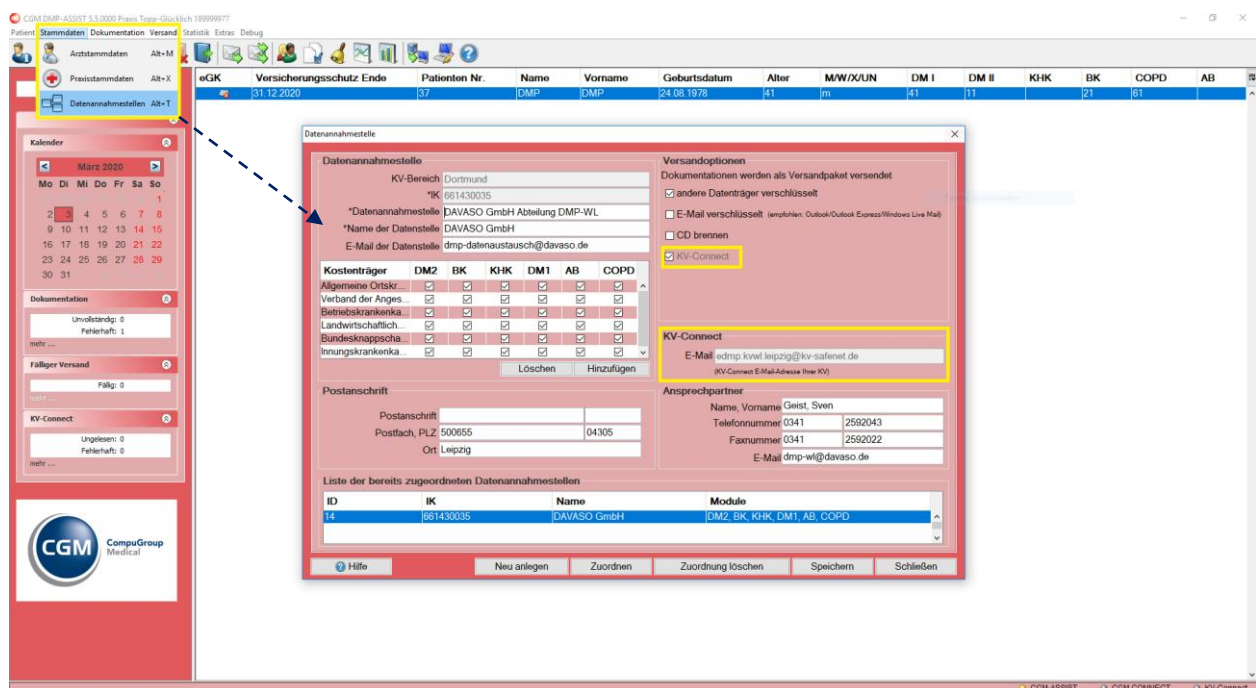 CGM DMP-ASSIST 5.5.0000 Praxis Topp-Glücklich 189999977
Patient Stammdaten Dokumentation Versand Statistik Extras Debug
Arztstammdaten Alt+M
Praxisstammdaten Alt+X
Datenannahmestellen Alt+T
eGK Versicherungsschutz Ende Patienten Nr. Name Vorname Geburtsdatum Alter M/W/X/UN DM I DM II KHK BK COPD AB
31.12.2020 37 DMP DMP 24.08.1978 41 m 41 11 21 61
Kalender
März 2020
Mo Di Mi Do Fr Sa So
1
2 3 4 5 6 7 8
9 10 11 12 13 14 15
16 17 18 19 20 21 22
23 24 25 26 27 28 29
30 31
Dokumentation
Unvollständig: 0
Fehlerhaft: 1
mehr ...
Fälliger Versand
Fällig: 0
mehr ...
KV-Connect
Ungelesen: 0
Fehlerhaft: 0
mehr ...
CGM CompuGroup
Medical
Datenannahmestelle
Datenannahmestelle
KV-Bereich Dortmund
*IK 661430035
*Datenannahmestelle DAVASO GmbH Abteilung DMP-WL
*Name der Datenstelle DAVASO GmbH
E-Mail der Datenstelle dmp-datenaustausch@davaso.de
Kostenträger DM2 BK KHK DM1 AB COPD
Allgemeine Ortskr...
Verband der Anges...
Betriebskrankenka...
Landwirtschaftlich...
Bundesknappscha...
Innungskrankenka...
Löschen Hinzufügen
Versandoptionen
Dokumentationen werden als Versandpaket versendet
andere Datenträger verschlüsselt
E-Mail verschlüsselt (empfohlen: Outlook/Outlook Express/Windows Live Mail)
CD brennen
KV-Connect
KV-Connect
E-Mail edmp.kvwl.leipzig@kv-safenet.de
(KV-Connect E-Mail-Adresse Ihrer KV)
Postanschrift
Postanschrift
Postfach, PLZ 500655 04305
Ort Leipzig
Ansprechpartner
Name, Vorname Geist, Sven
Telefonnummer 0341 2592043
Faxnummer 0341 2592022
E-Mail dmp-wl@davaso.de
Liste der bereits zugeordneten Datenannahmestellen
ID IK Name Module
14 661430035 DAVASO GmbH DM2, BK, KHK, DM1, AB, COPD
Hilfe Neu anlegen Zuordnen Zuordnung löschen Speichern Schließen
CGM ASSIST CGM CONNECT KV-Connect